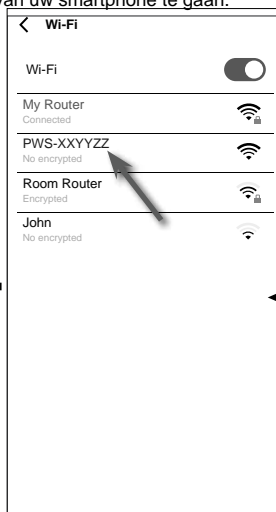 van uw smartphone te gaan.
Wi-Fi
Wi-Fi
My Router
Connected
PWS-XXYYZZ
No encrypted
Room Router
Encrypted
John
No encrypted